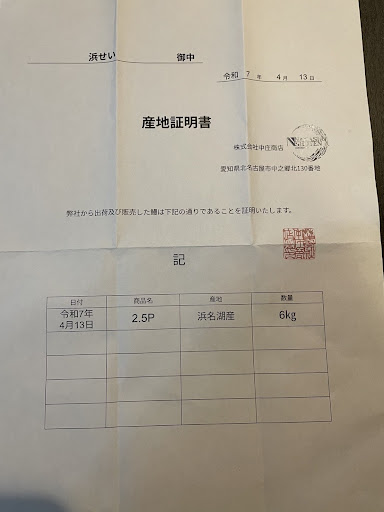 浜せい 御中
令和 7 年 4 月 13 日
産地証明書
株式会社中庄商店
愛知県北名古屋市中之郷北130番地
弊社から出荷及び販売した鰻は下記の通りであることを証明いたします。
記
日付 商品名 産地 数量
令和7年4月13日 2.5P 浜名湖産 6kg